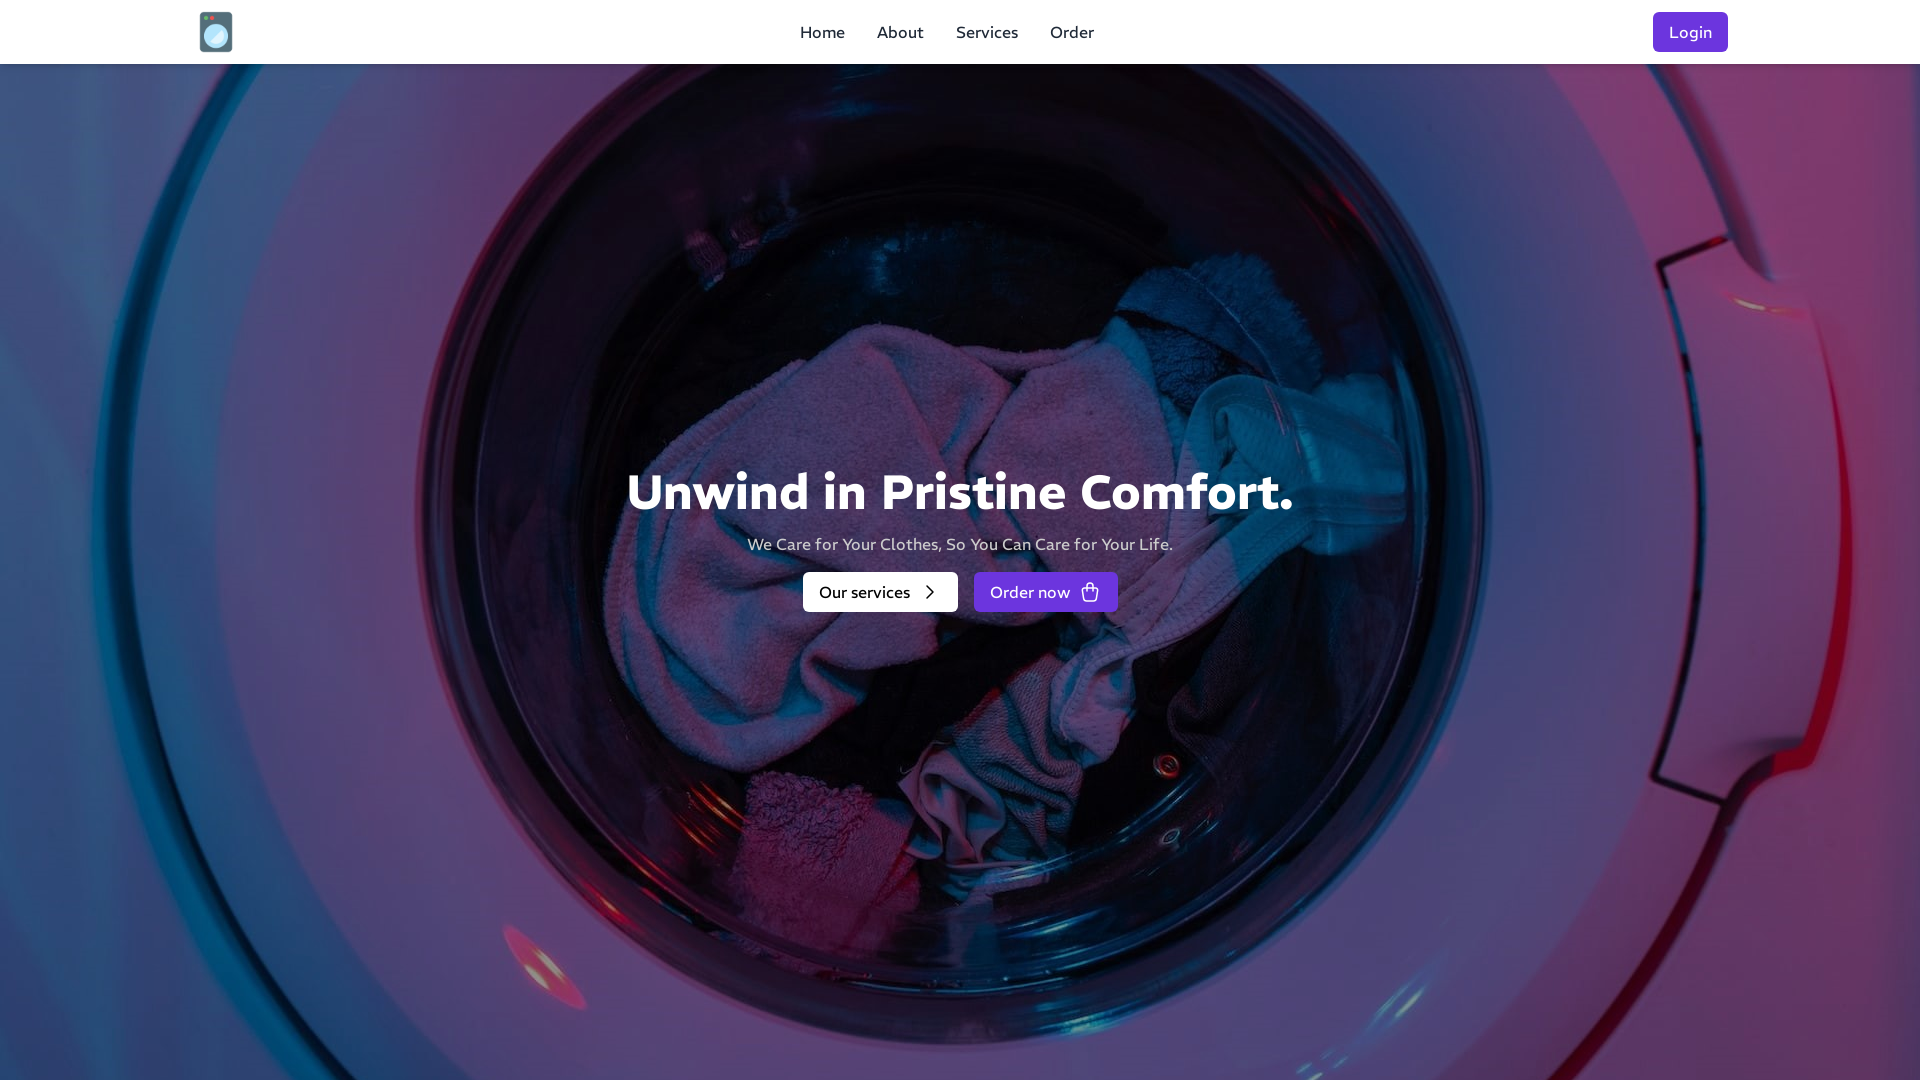 Home
About
Services
Order
Login
Unwind in Pristine Comfort.
We Care for Your Clothes, So You Can Care for Your Life.
Our services
Order now